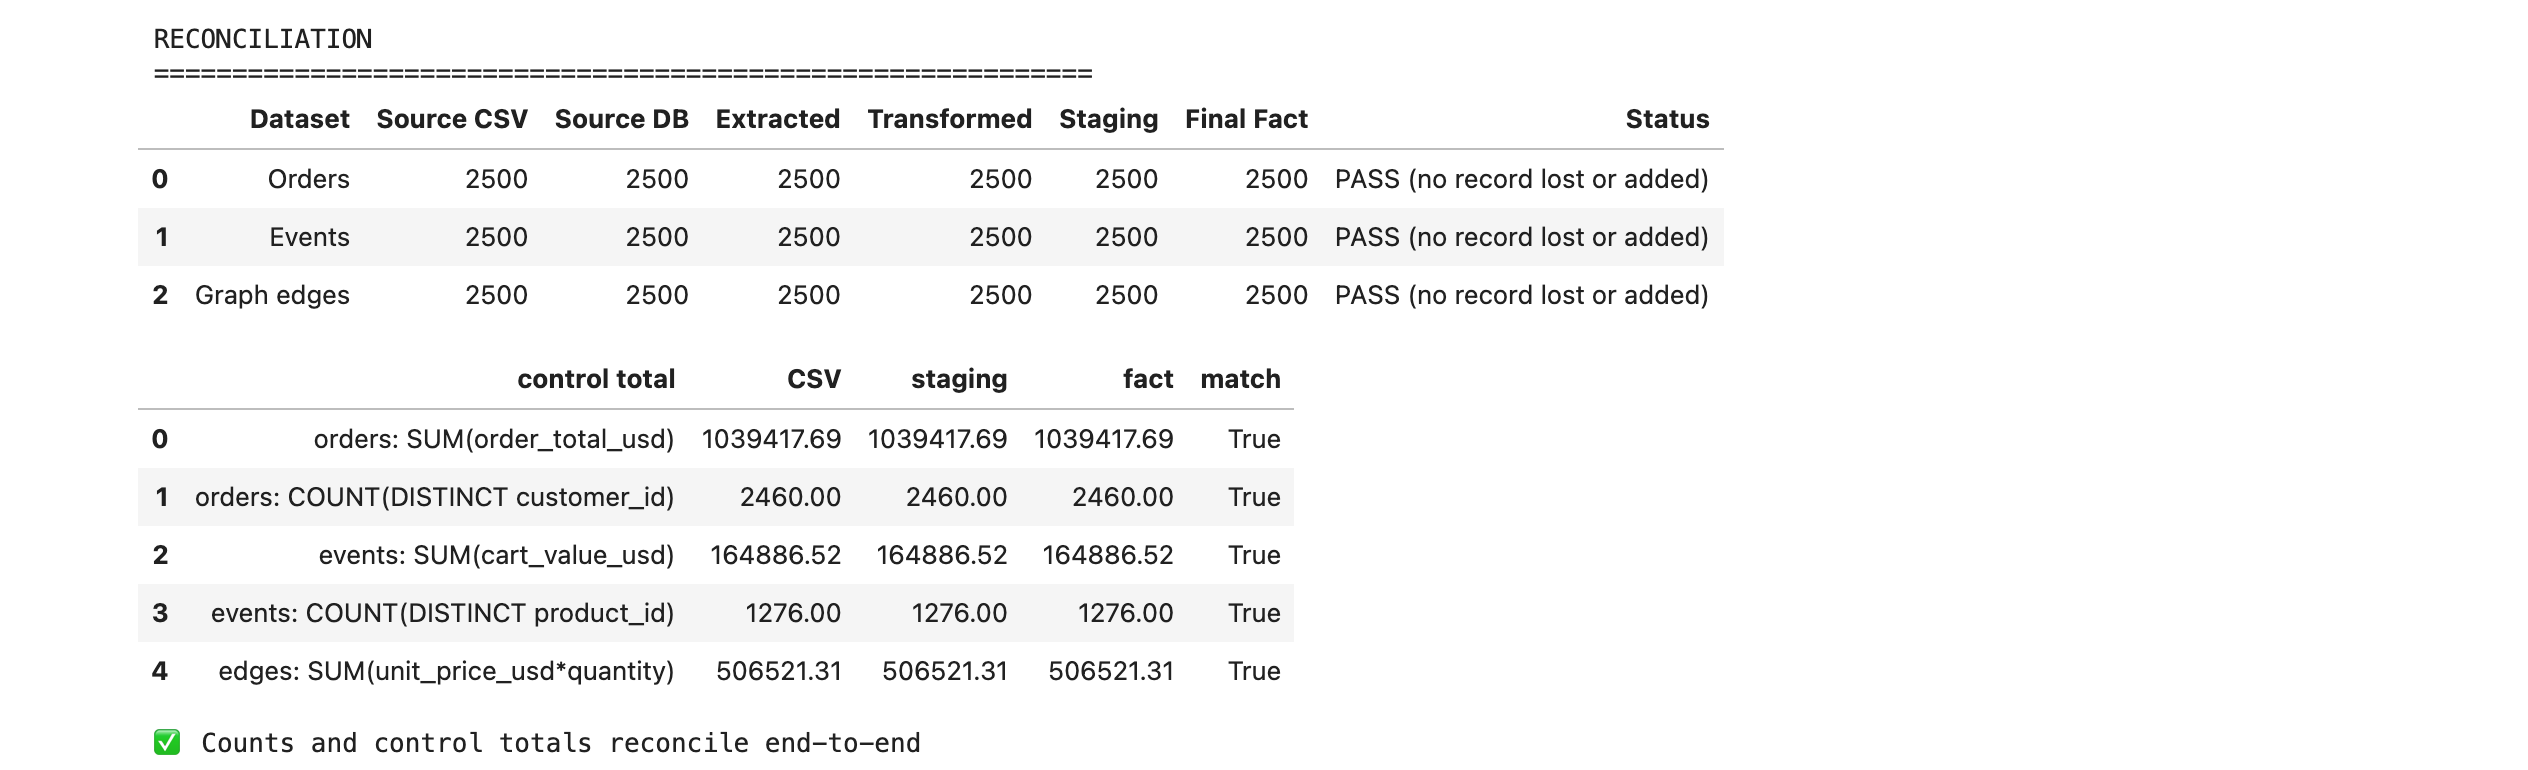 RECONCILIATION
============================================================
Dataset Source CSV Source DB Extracted Transformed Staging Final Fact Status
0 Orders 2500 2500 2500 2500 2500 2500 PASS (no record lost or added)
1 Events 2500 2500 2500 2500 2500 2500 PASS (no record lost or added)
2 Graph edges 2500 2500 2500 2500 2500 2500 PASS (no record lost or added)
control total CSV staging fact match
0 orders: SUM(order_total_usd) 1039417.69 1039417.69 1039417.69 True
1 orders: COUNT(DISTINCT customer_id) 2460.00 2460.00 2460.00 True
2 events: SUM(cart_value_usd) 164886.52 164886.52 164886.52 True
3 events: COUNT(DISTINCT product_id) 1276.00 1276.00 1276.00 True
4 edges: SUM(unit_price_usd*quantity) 506521.31 506521.31 506521.31 True
✅ Counts and control totals reconcile end-to-end